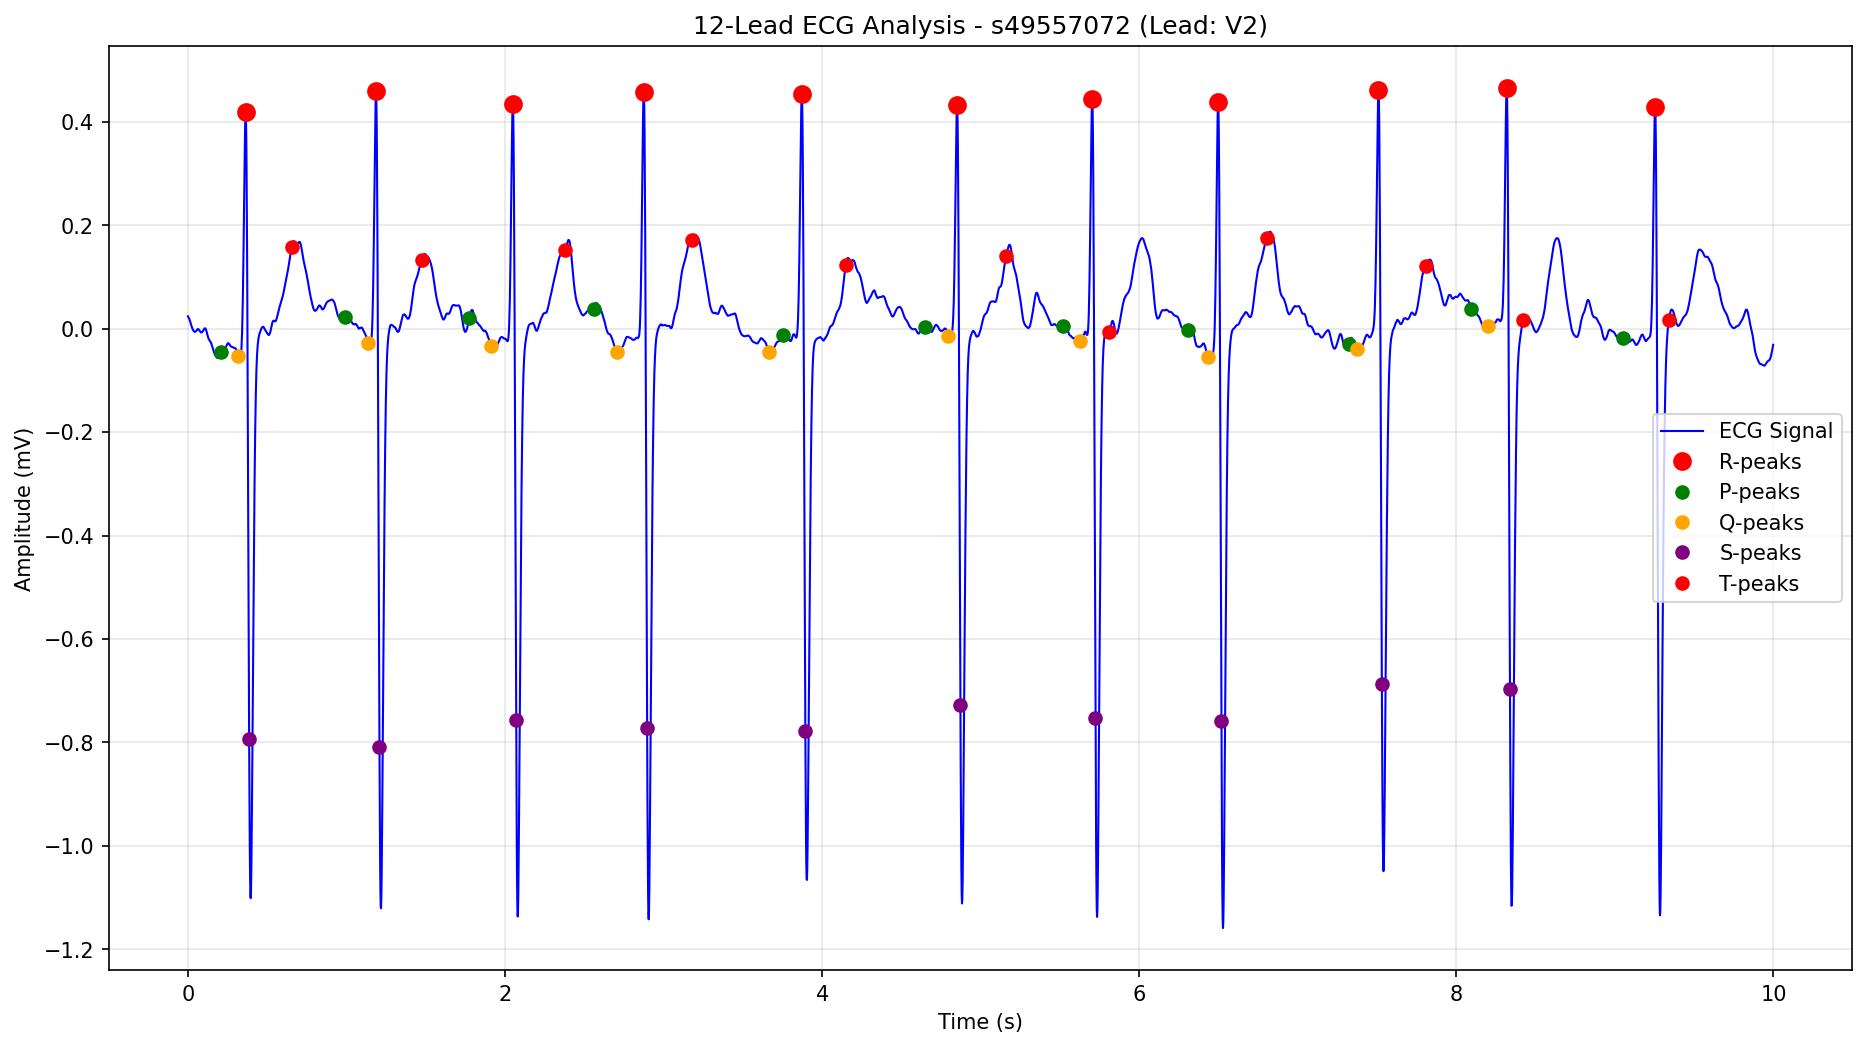 12-Lead ECG Analysis - s49557072 (Lead: V2)
Amplitude (mV)
0.4
0.2
0.0
−0.2
−0.4
−0.6
−0.8
−1.0
−1.2
ECG Signal
R-peaks
P-peaks
Q-peaks
S-peaks
T-peaks
0 2 4 6 8 10
Time (s)